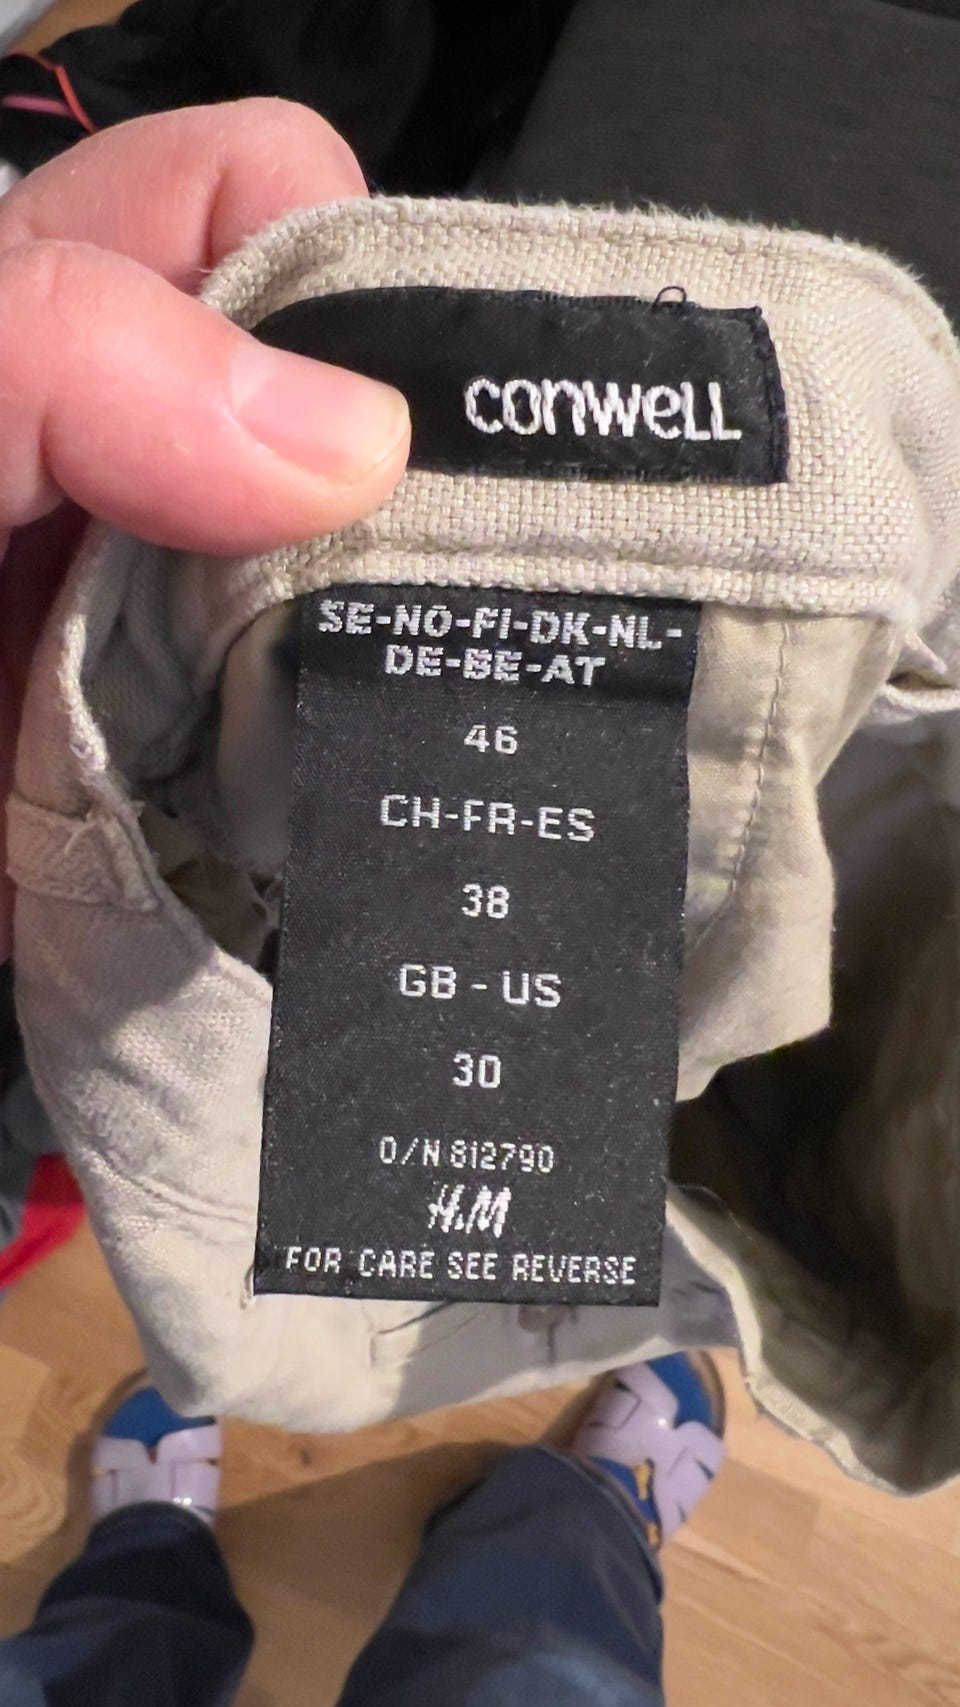 conwell
SE-NO-FI-DK-NL-
DE-BE-AT
46
CH-FR-ES
38
GB - US
30
O/N 812790
H&M
FOR CARE SEE REVERSE